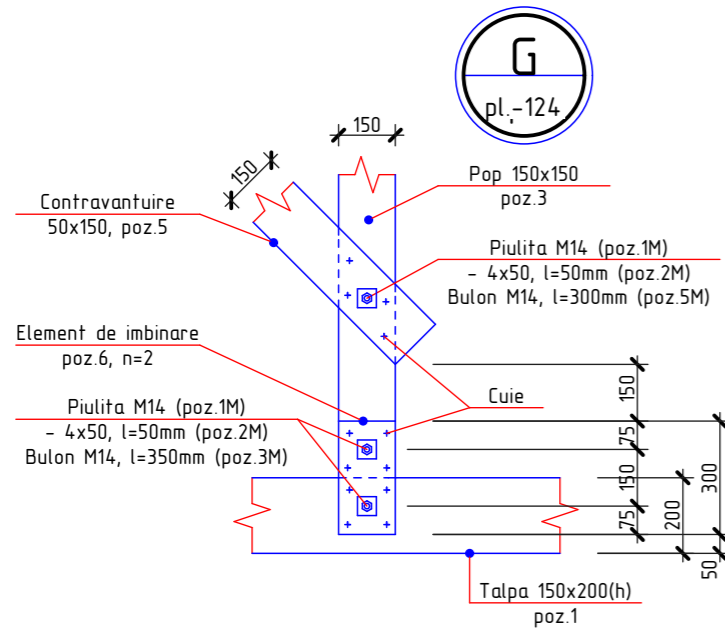 G
pl.-124
150
150
Contravantuire
50x150, poz.5
Pop 150x150
poz.3
Piulita M14 (poz.1M)
- 4x50, l=50mm (poz.2M)
Bulon M14, l=300mm (poz.5M)
Element de imbinare
poz.6, n=2
Cuie
Piulita M14 (poz.1M)
- 4x50, l=50mm (poz.2M)
Bulon M14, l=350mm (poz.3M)
150
75
150
75
200
300
50
Talpa 150x200(h)
poz.1